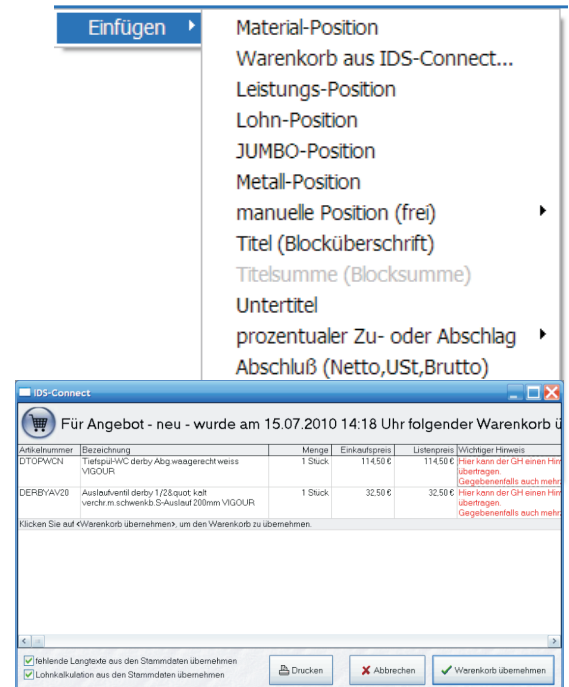 Einfügen
Material-Position
Warenkorb aus IDS-Connect...
Leistungs-Position
Lohn-Position
JUMBO-Position
Metall-Position
manuelle Position (frei)
Titel (Blocküberschrift)
Titelsumme (Blocksumme)
Untertitel
prozentualer Zu- oder Abschlag
Abschluß (Netto,USt,Brutto)
IDS-Connect
Für Angebot - neu - wurde am 15.07.2010 14:18 Uhr folgender Warenkorb ü
Artikelnummer Bezeichnung Menge Einkaufspreis Listenpreis Wichtiger Hinweis
DTOPWCN Tiefspül-WC derby Abg.waagerecht weiss 1 Stück 114,50 € 114,50 € Hier kann der GH einen Hin
VIGOUR übertragen.
Gegebenenfalls auch mehr
DERBYAV20 Auslaufventil derby 1/2&quot; kalt 1 Stück 32,50 € 32,50 € Hier kann der GH einen Hin
verchr.m.schwenkb.S-Auslauf 200mm VIGOUR übertragen.
Gegebenenfalls auch mehr
Klicken Sie auf <Warenkorb übernehmen>, um den Warenkorb zu übernehmen.
fehlende Langtexte aus den Stammdaten übernehmen
Lohnkalkulation aus den Stammdaten übernehmen
Drucken
Abbrechen
Warenkorb übernehmen